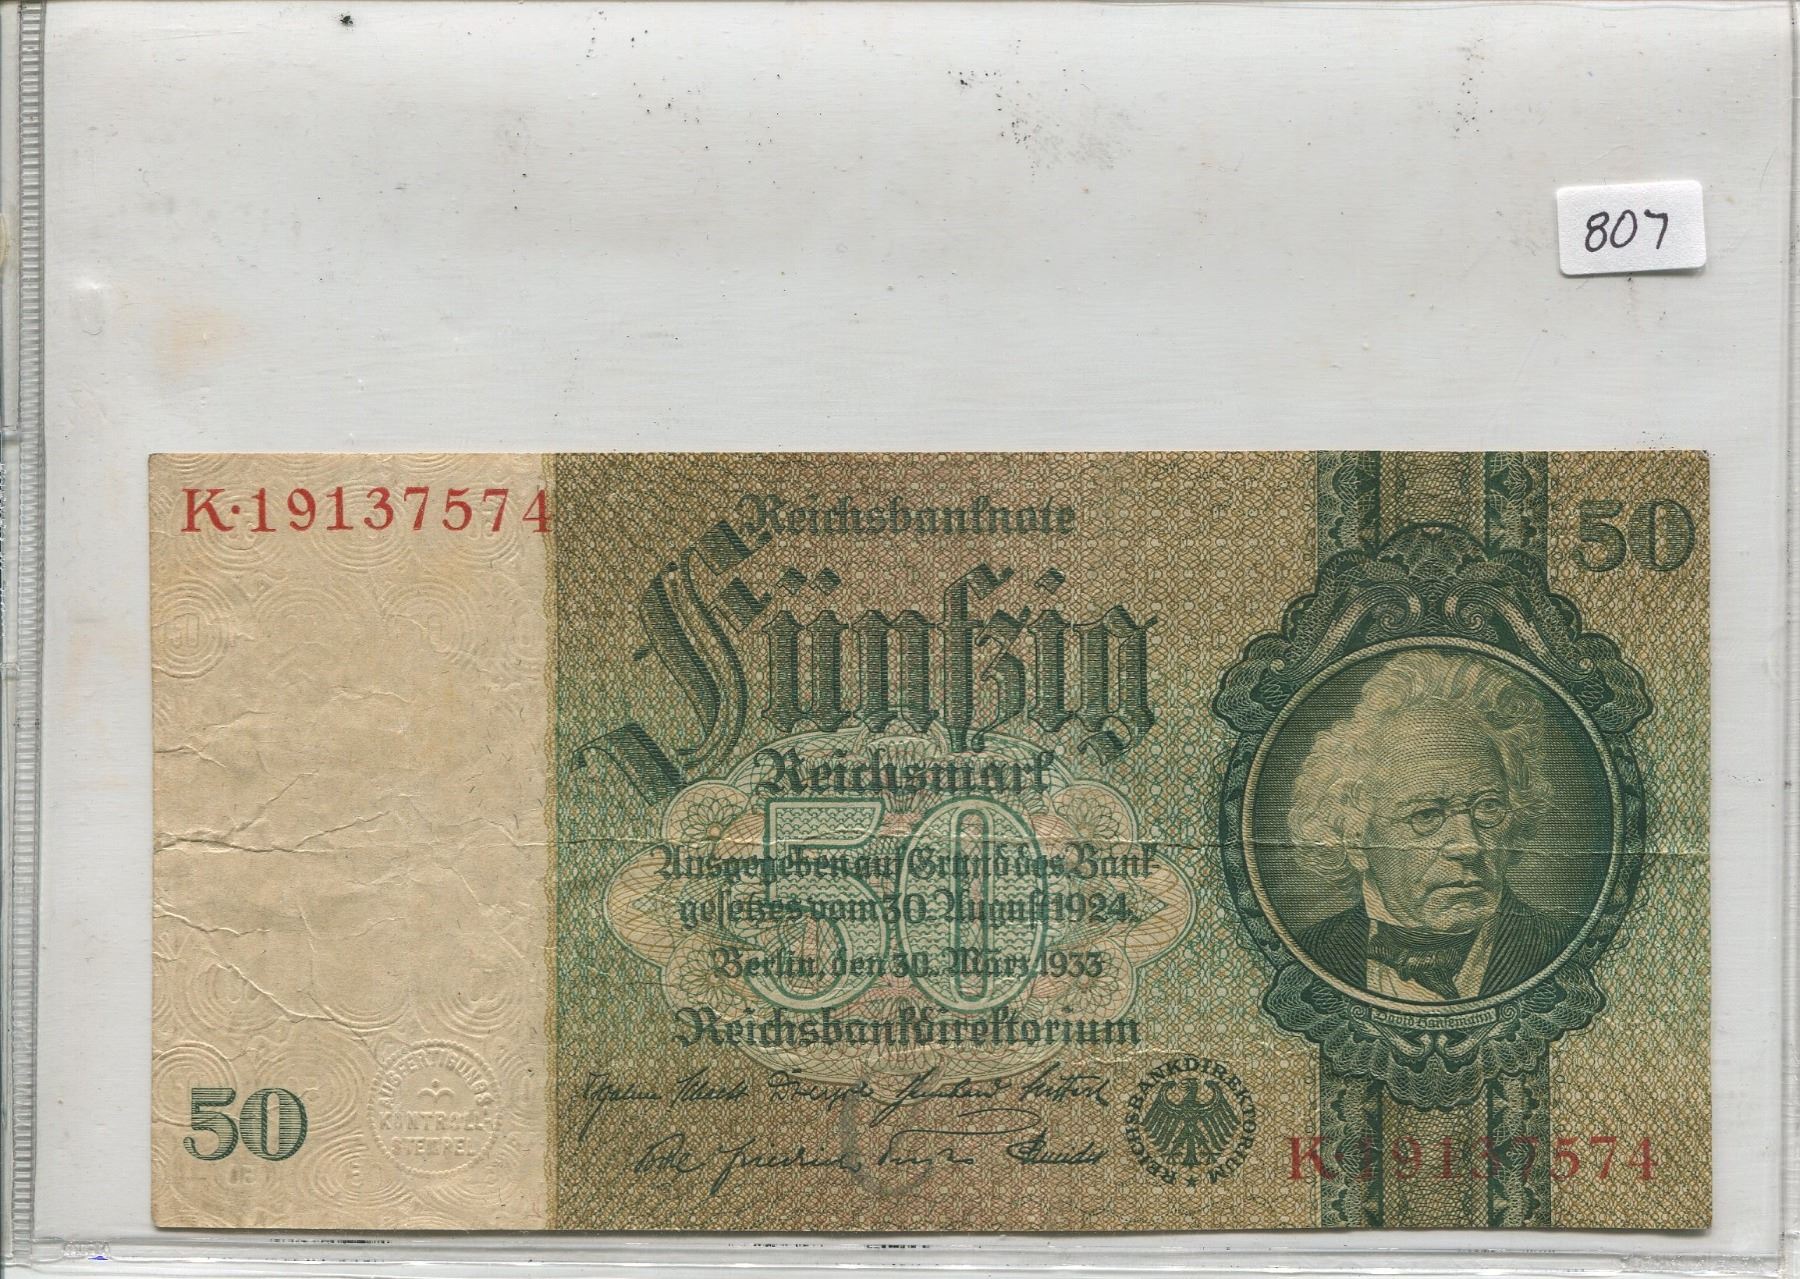 807
K·19137574
50
Reichsbanknote
Fünfzig
Reichsmark
50
Ausgegeben auf Grund des Bank-
gesetzes vom 30. August 1924.
Berlin, den 30. März 1933
Reichsbankdirektorium
David Hansemann
50
AUSFERTIGUNGS-
KONTROLL-
STEMPEL
REICHSBANKDIREKTORIUM
K·19137574